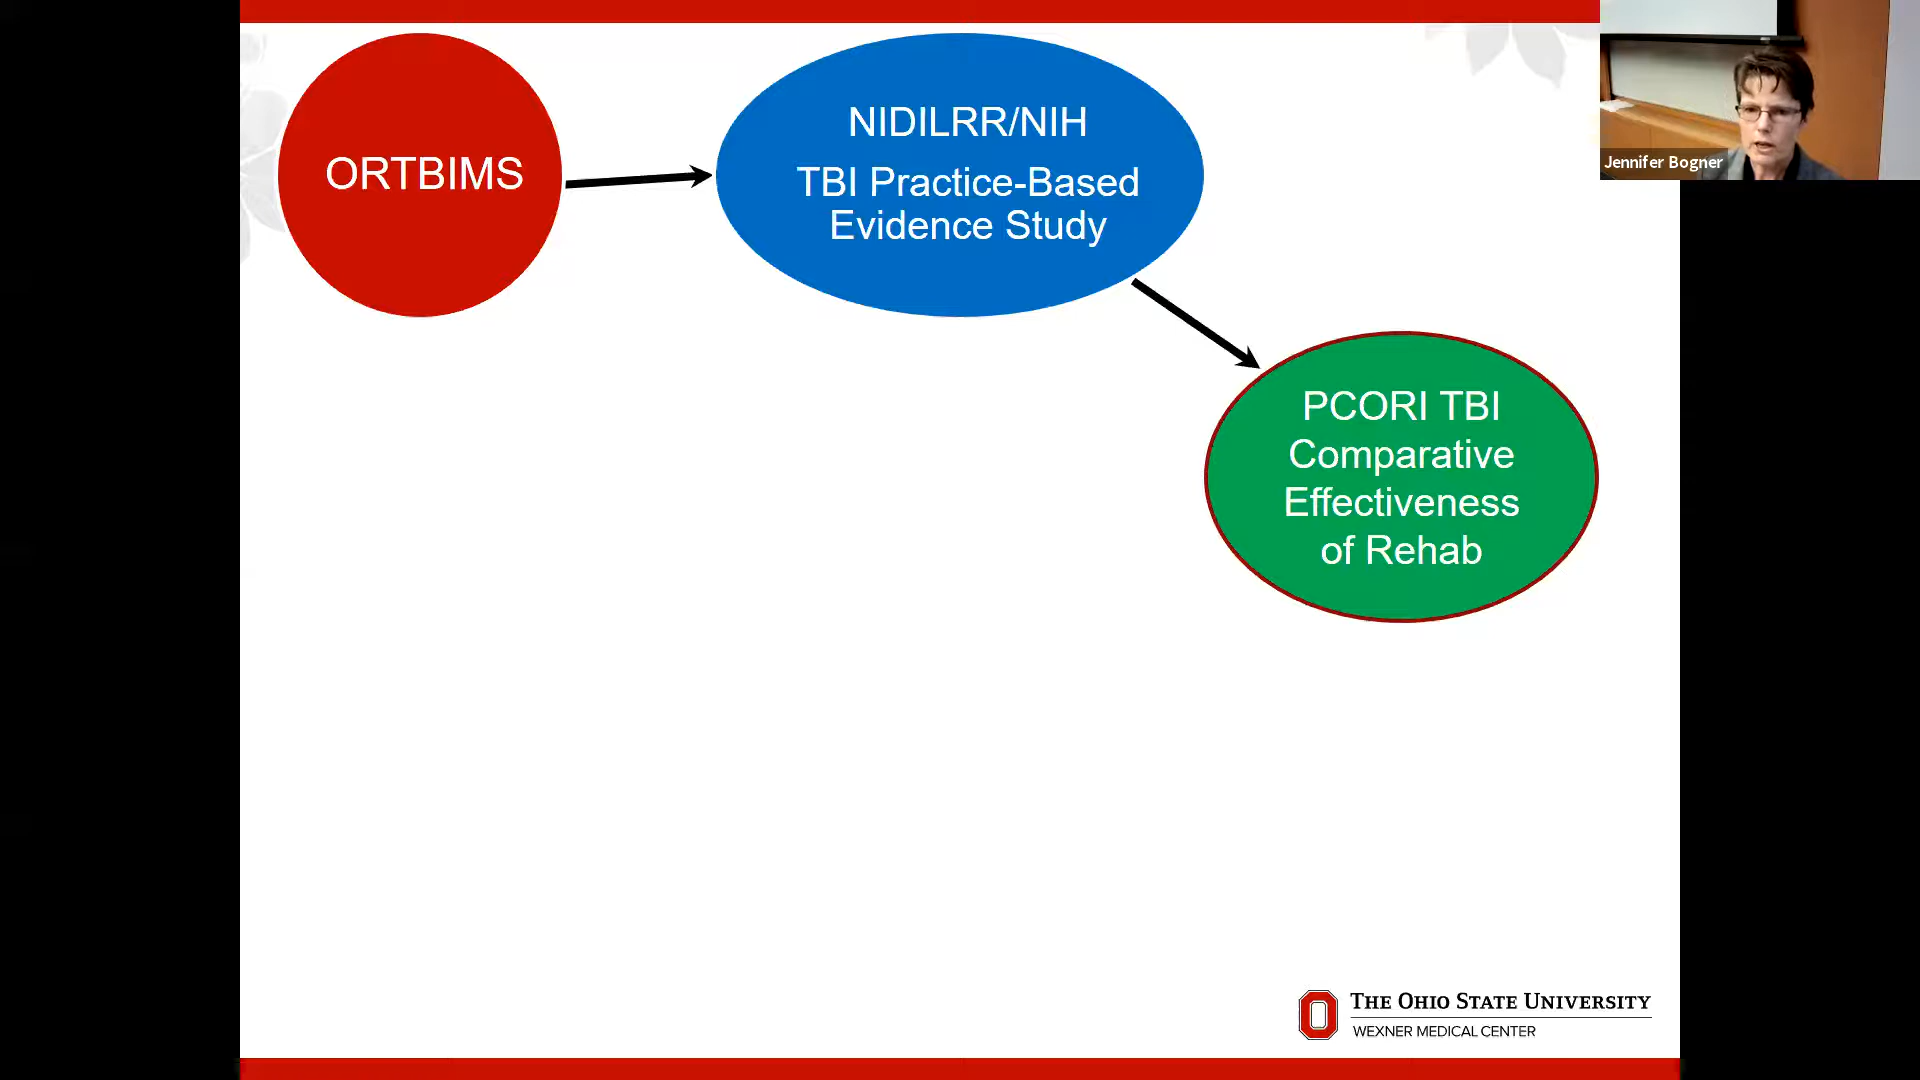 ORTBIMS
NIDILRR/NIH
TBI Practice-Based
Evidence Study
Jennifer Bogner
PCORI TBI
Comparative
Effectiveness
of Rehab
THE OHIO STATE UNIVERSITY
WEXNER MEDICAL CENTER